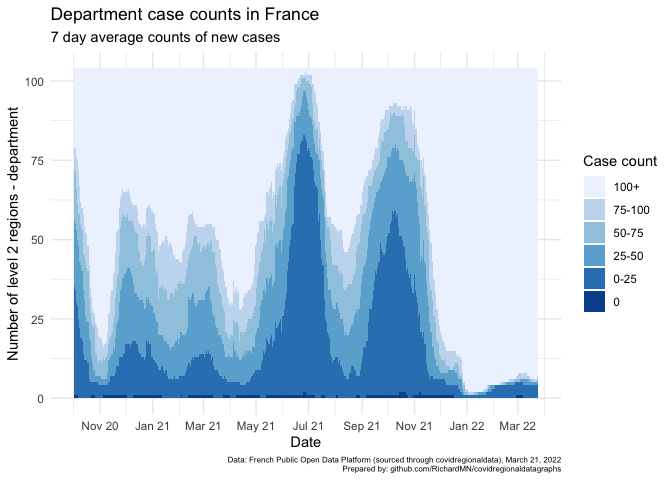 Department case counts in France
7 day average counts of new cases
Number of level 2 regions - department
100
75
50
25
0
Nov 20 Jan 21 Mar 21 May 21 Jul 21 Sep 21 Nov 21 Jan 22 Mar 22
Date
Case count
100+
75-100
50-75
25-50
0-25
0
Data: French Public Open Data Platform (sourced through covidregionaldata), March 21, 2022
Prepared by: github.com/RichardMN/covidregionaldatagraphs